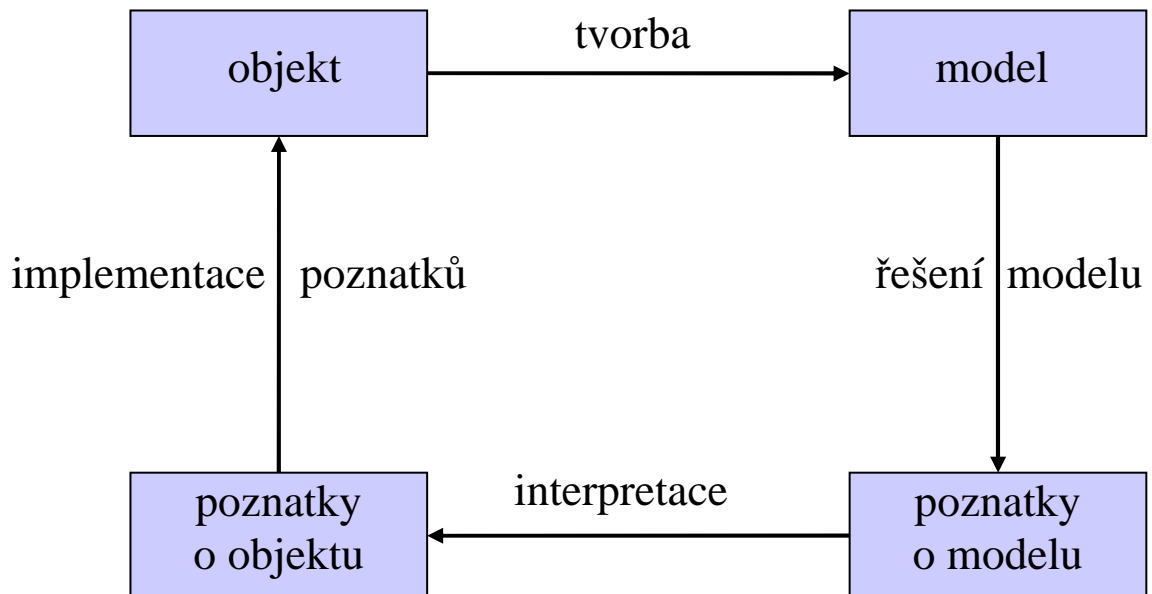 tvorba
objekt
model
implementace poznatků
řešení modelu
interpretace
poznatky
o objektu
poznatky
o modelu